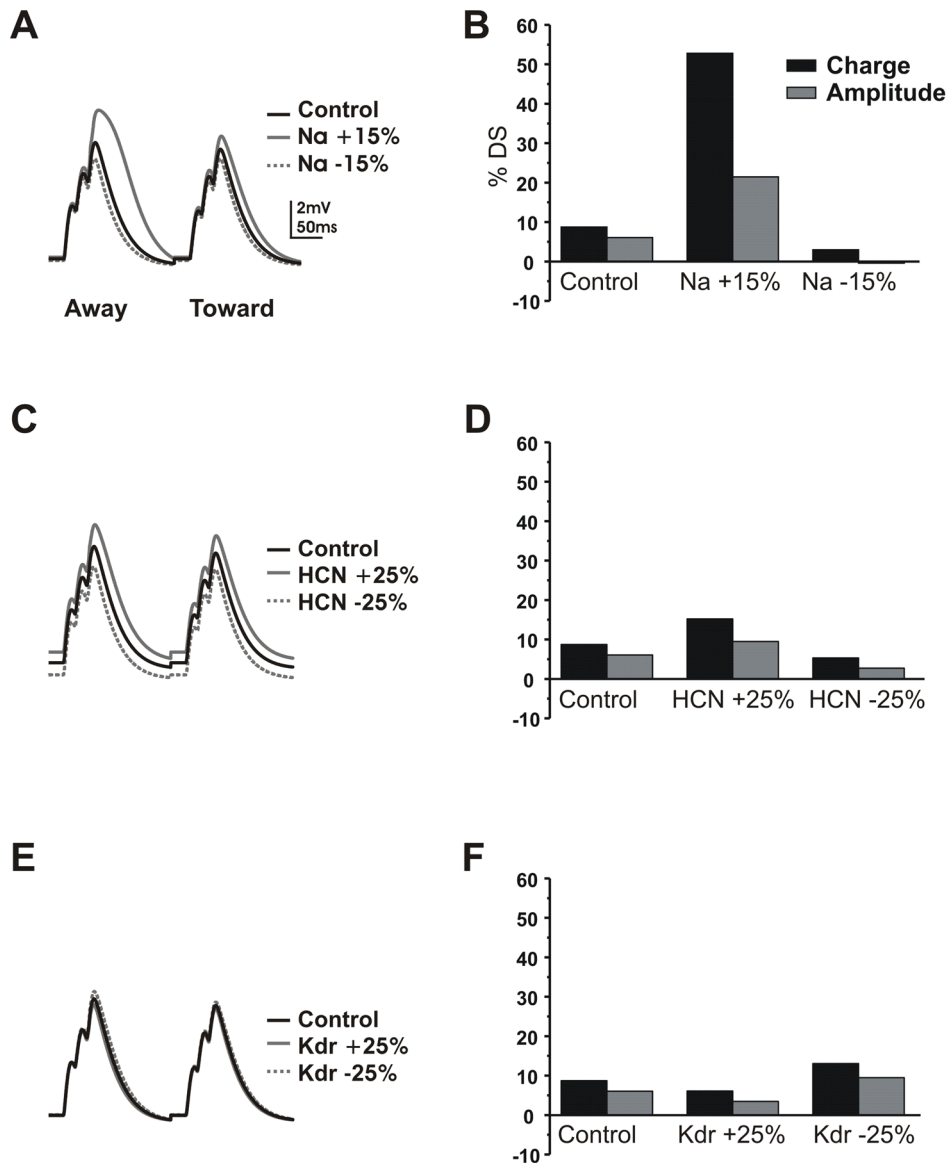 A
Control
Na +15%
Na -15%
2mV
50ms
Away Toward
B
% DS
60
50
40
30
20
10
0
-10
Charge
Amplitude
Control Na +15% Na -15%
C
Control
HCN +25%
HCN -25%
D
60
50
40
30
20
10
0
-10
Control HCN +25% HCN -25%
E
Control
Kdr +25%
Kdr -25%
F
60
50
40
30
20
10
0
-10
Control Kdr +25% Kdr -25%